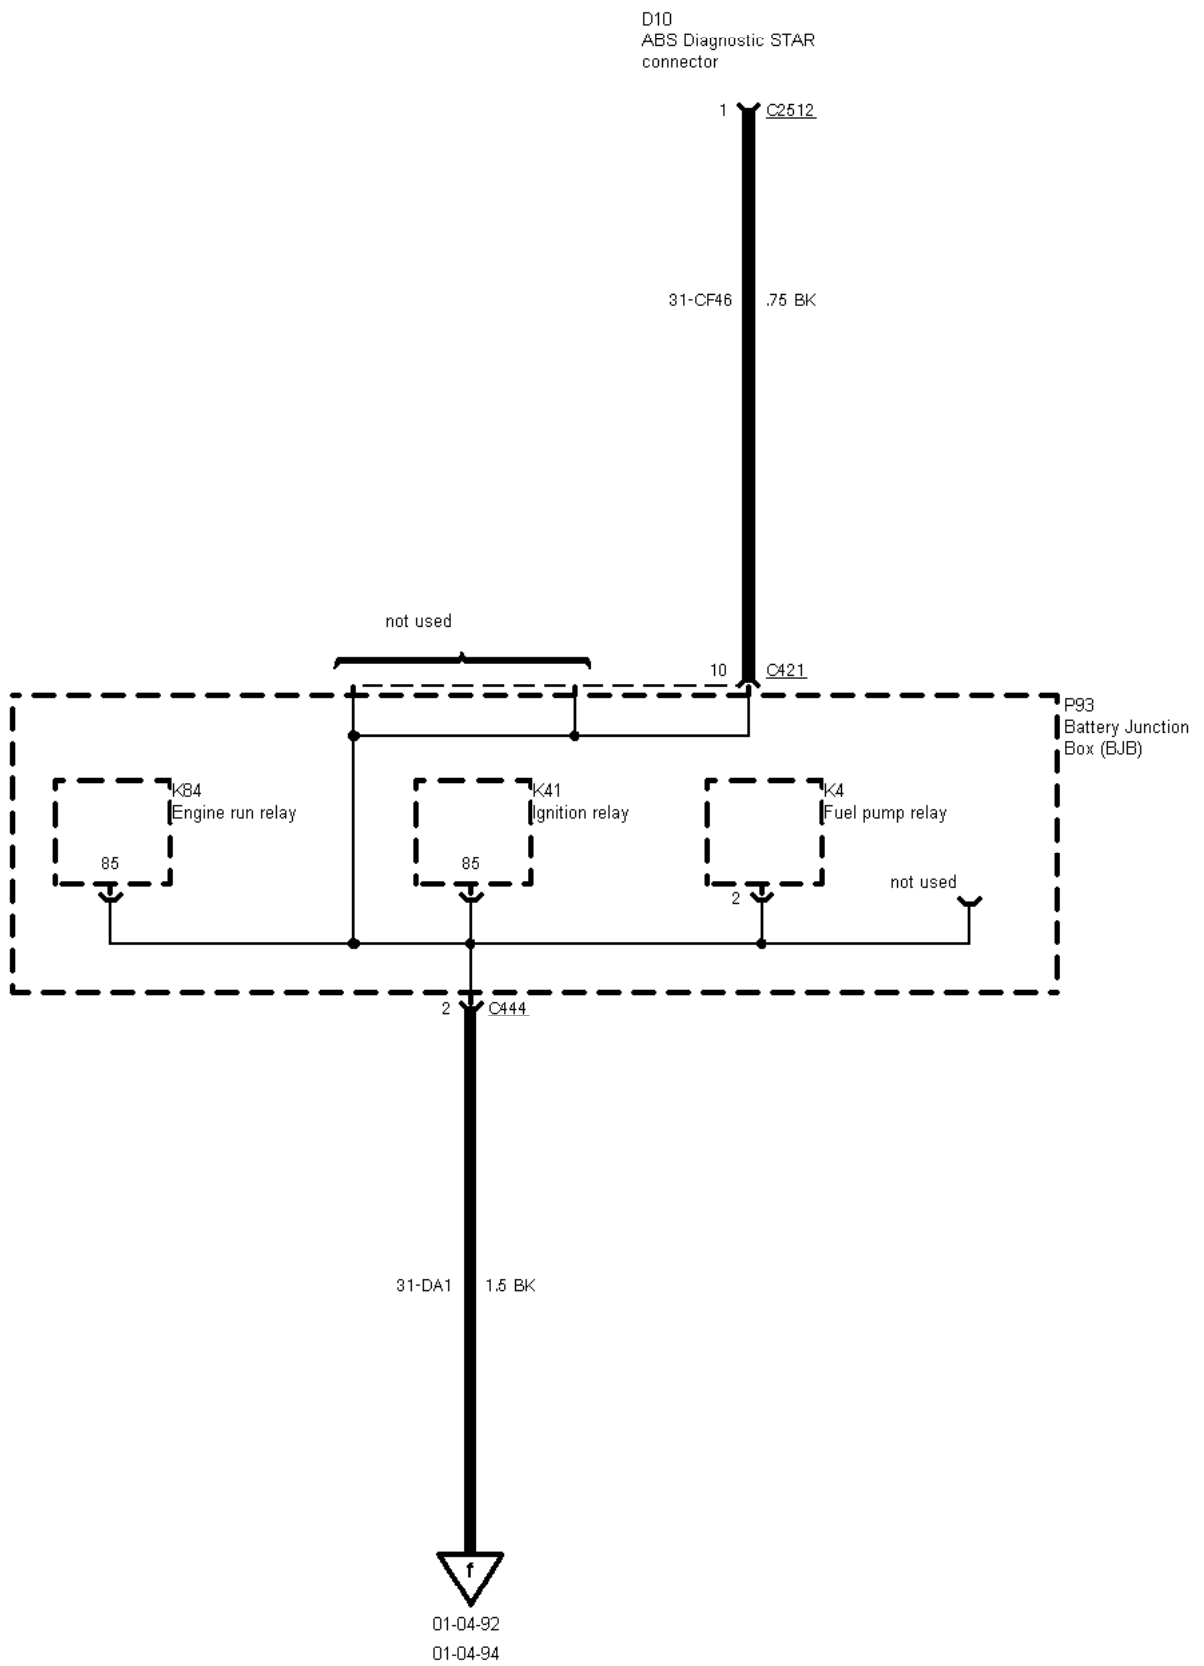 D10
ABS Diagnostic STAR
connector
1 C2512
31-CF46 .75 BK
not used
10 C421
P93
Battery Junction
Box (BJB)
K84
Engine run relay
85
K41
Ignition relay
85
K4
Fuel pump relay
2
not used
2 C444
31-DA1 1.5 BK
f
01-04-92
01-04-94